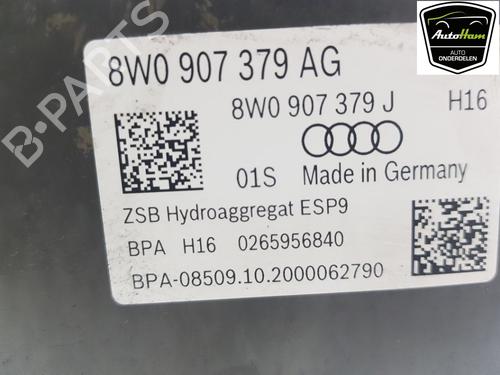 AutoHam
AUTO
ONDERDELEN
8W0 907 379 AG
8W0 907 379 J H16
01S Made in Germany
ZSB Hydroaggregat ESP9
BPA H16 0265956840
BPA-08509.10.2000062790